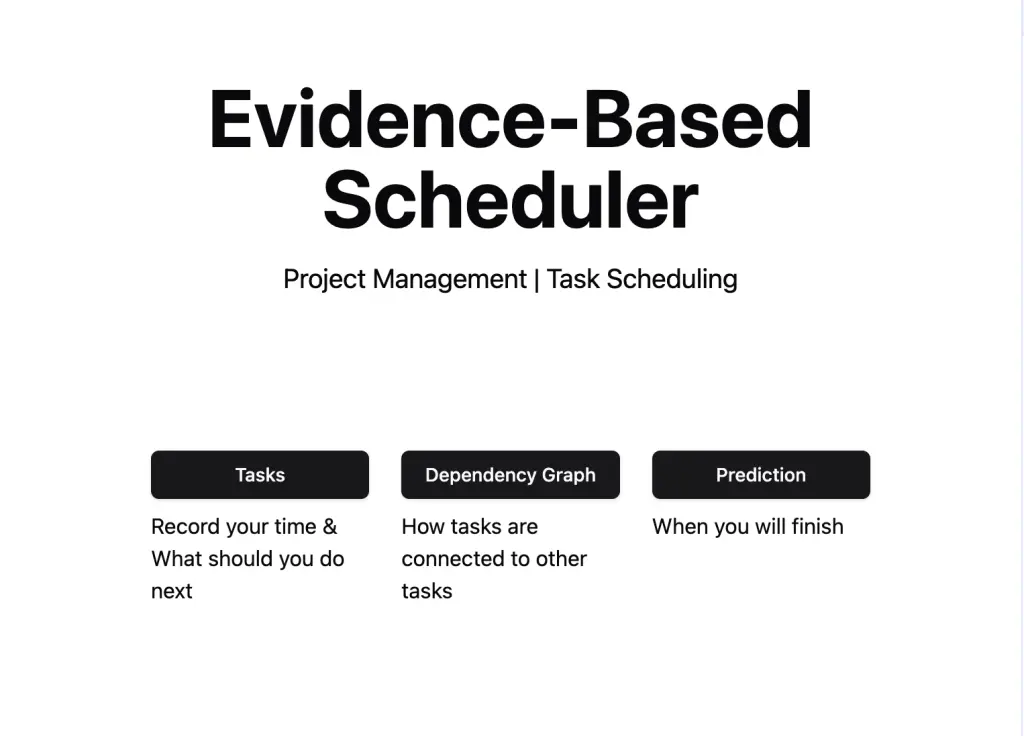 Evidence-Based
Scheduler
Project Management | Task Scheduling
Tasks
Record your time &
What should you do
next
Dependency Graph
How tasks are
connected to other
tasks
Prediction
When you will finish